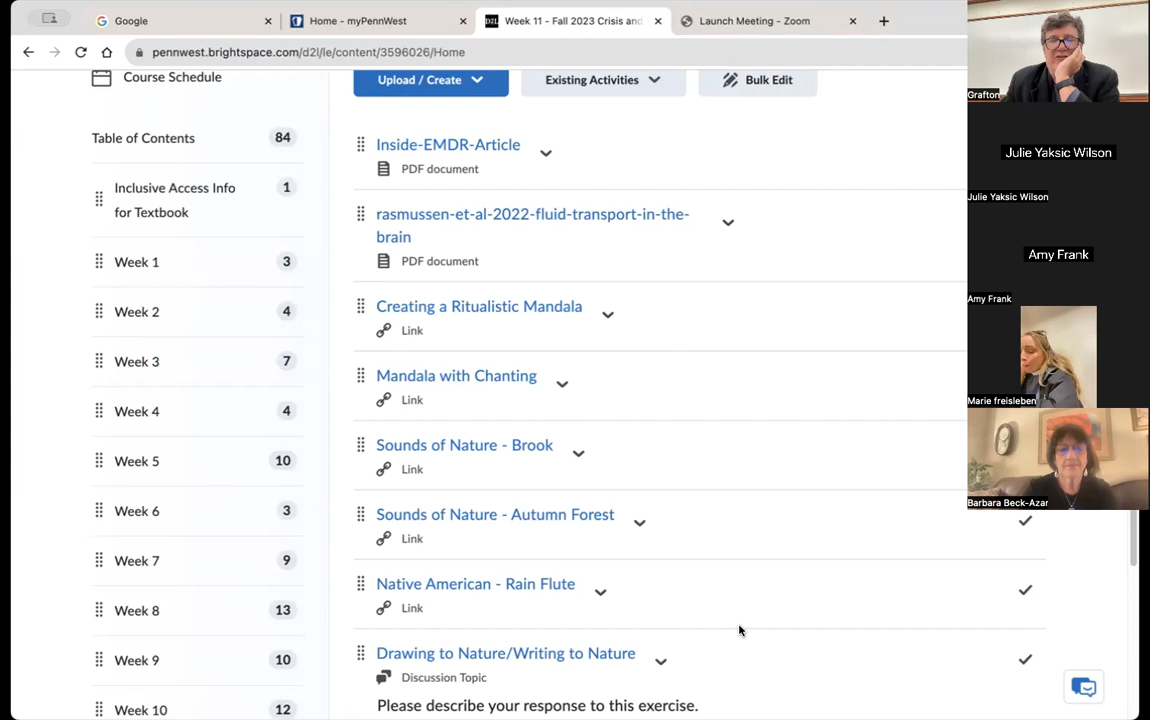 Google
Home - myPennWest
D2L Week 11 - Fall 2023 Crisis and
Launch Meeting - Zoom
pennwest.brightspace.com/d2l/le/content/3596026/Home
Course Schedule
Upload / Create
Existing Activities
Bulk Edit
Table of Contents 84
Inclusive Access Info 1
for Textbook
Week 1 3
Week 2 4
Week 3 7
Week 4 4
Week 5 10
Week 6 3
Week 7 9
Week 8 13
Week 9 10
Week 10 12
Inside-EMDR-Article
PDF document
rasmussen-et-al-2022-fluid-transport-in-the-
brain
PDF document
Creating a Ritualistic Mandala
Link
Mandala with Chanting
Link
Sounds of Nature - Brook
Link
Sounds of Nature - Autumn Forest
Link
Native American - Rain Flute
Link
Drawing to Nature/Writing to Nature
Discussion Topic
Please describe your response to this exercise.
Grafton
Julie Yaksic Wilson
Julie Yaksic Wilson
Amy Frank
Amy Frank
Marie freisleben
Barbara Beck-Azar